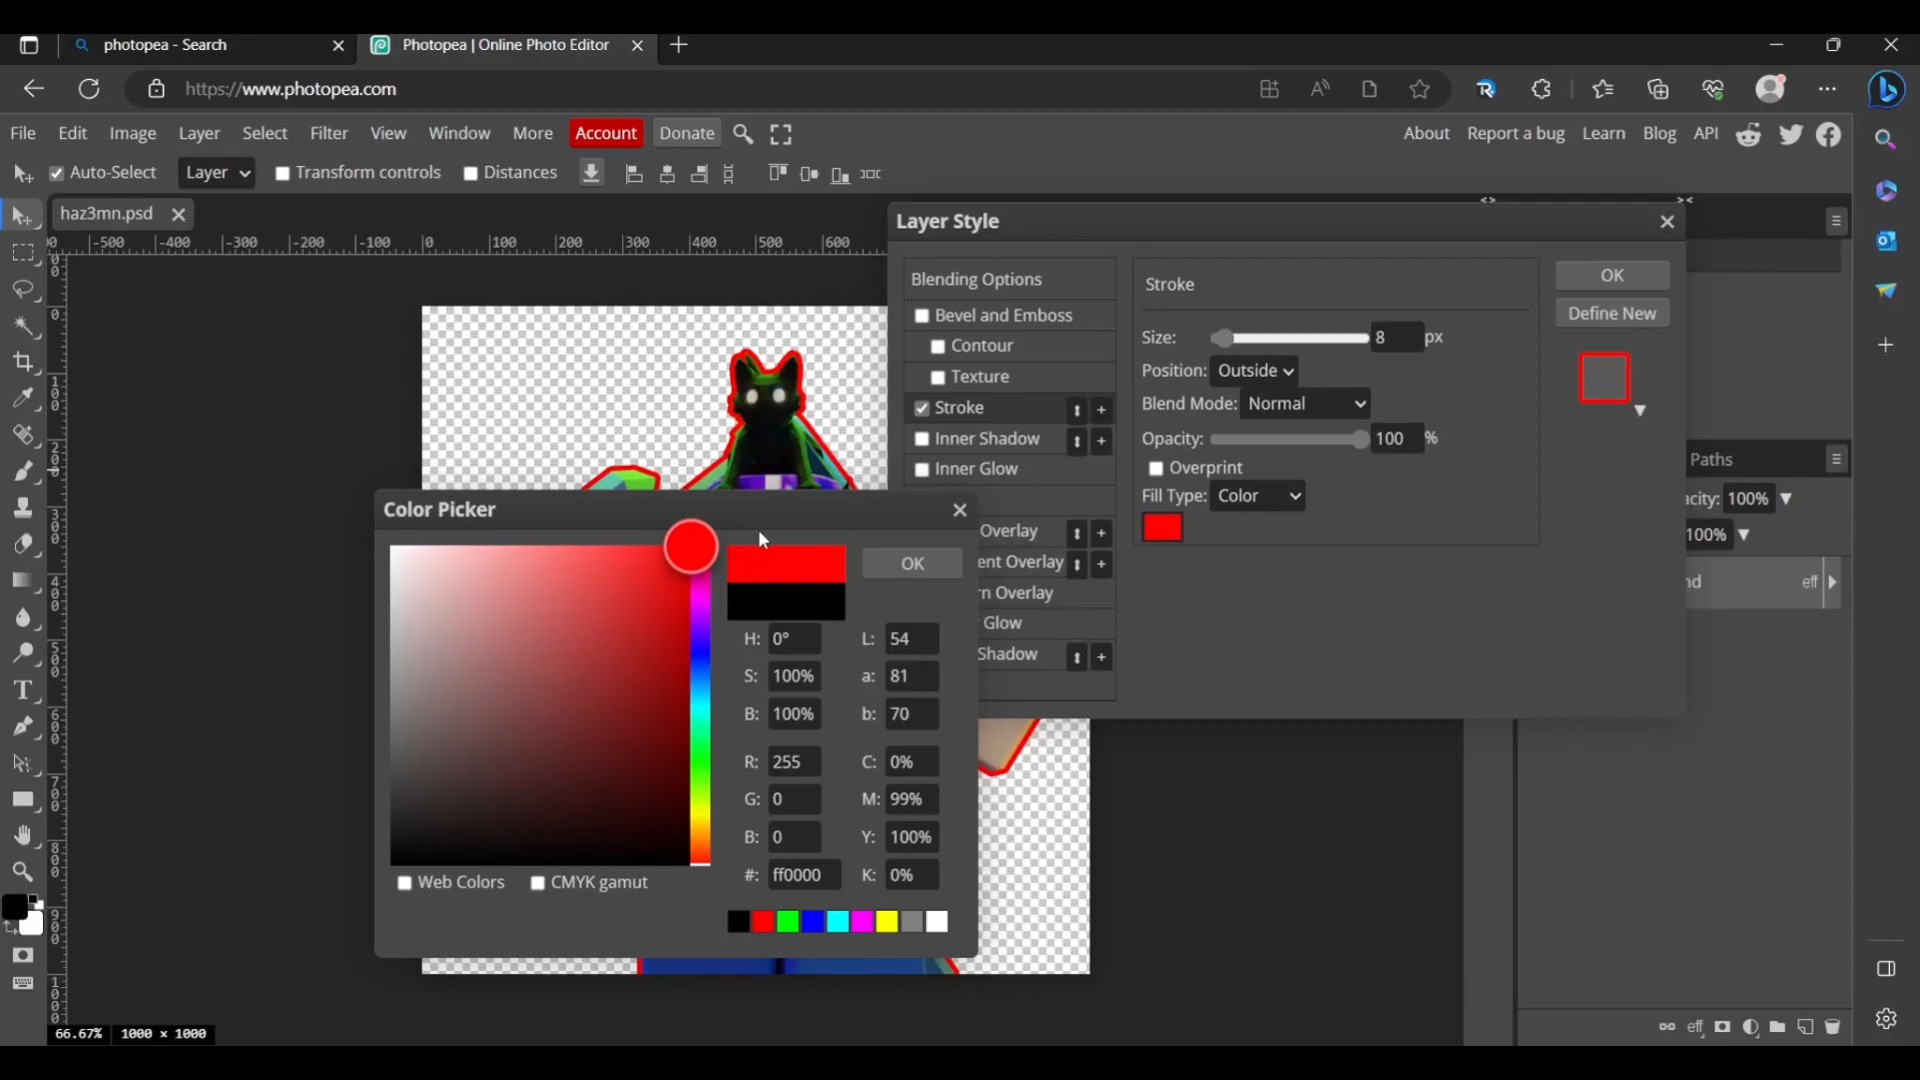 photopea - Search
Photopea | Online Photo Editor
https://www.photopea.com
File Edit Image Layer Select Filter View Window More Account Donate
About Report a bug Learn Blog API
Auto-Select Layer Transform controls Distances
haz3mn.psd
-500 -400 -300 -200 -100 0 100 200 300 400 500 600
Layer Style
Blending Options
Bevel and Emboss
Contour
Texture
Stroke
Inner Shadow
Inner Glow
Overlay
ent Overlay
rn Overlay
Glow
Shadow
Stroke
Size: 8 px
Position: Outside
Blend Mode: Normal
Opacity: 100 %
Overprint
Fill Type: Color
OK
Define New
Paths
acity: 100%
100%
nd eff
Color Picker
OK
H: 0° L: 54
S: 100% a: 81
B: 100% b: 70
R: 255 C: 0%
G: 0 M: 99%
B: 0 Y: 100%
#: ff0000 K: 0%
Web Colors CMYK gamut
66.67% 1000 × 1000
eff